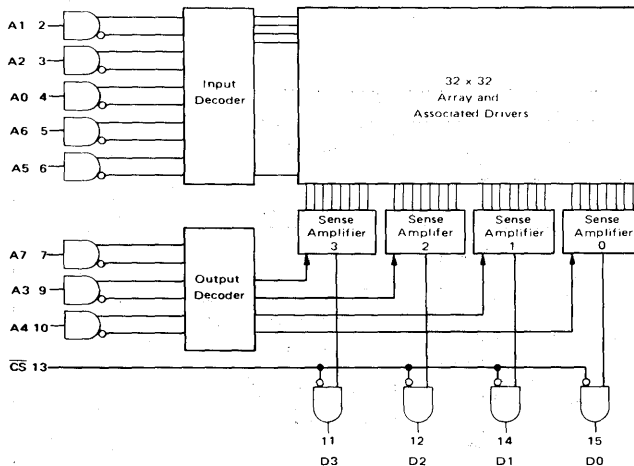 A1 2
A2 3
A0 4
A6 5
A5 6
Input
Decoder
32 x 32
Array and
Associated Drivers
Sense
Amplifier
3
Sense
Amplifer
2
Sense
Amplifier
1
Sense
Amplifier
0
A7 7
A3 9
A4 10
Output
Decoder
CS 13
11
12
14
15
D3
D2
D1
D0